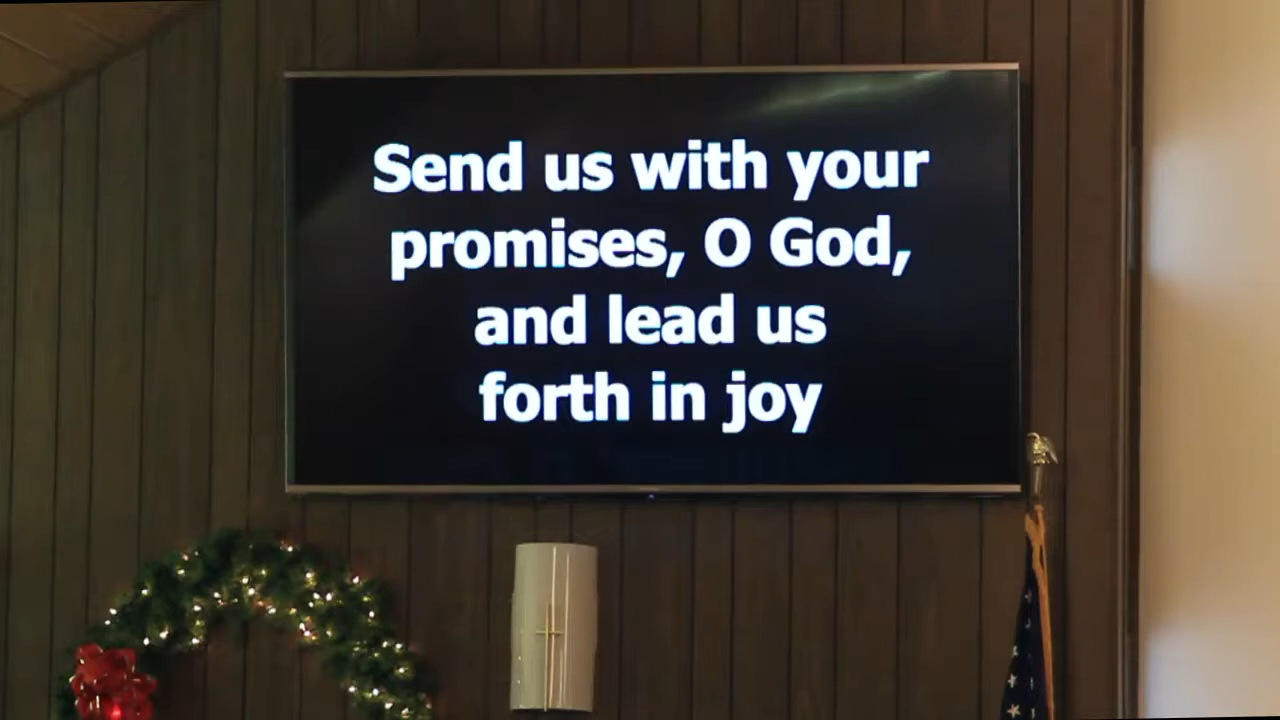 Send us with your
promises, O God,
and lead us
forth in joy